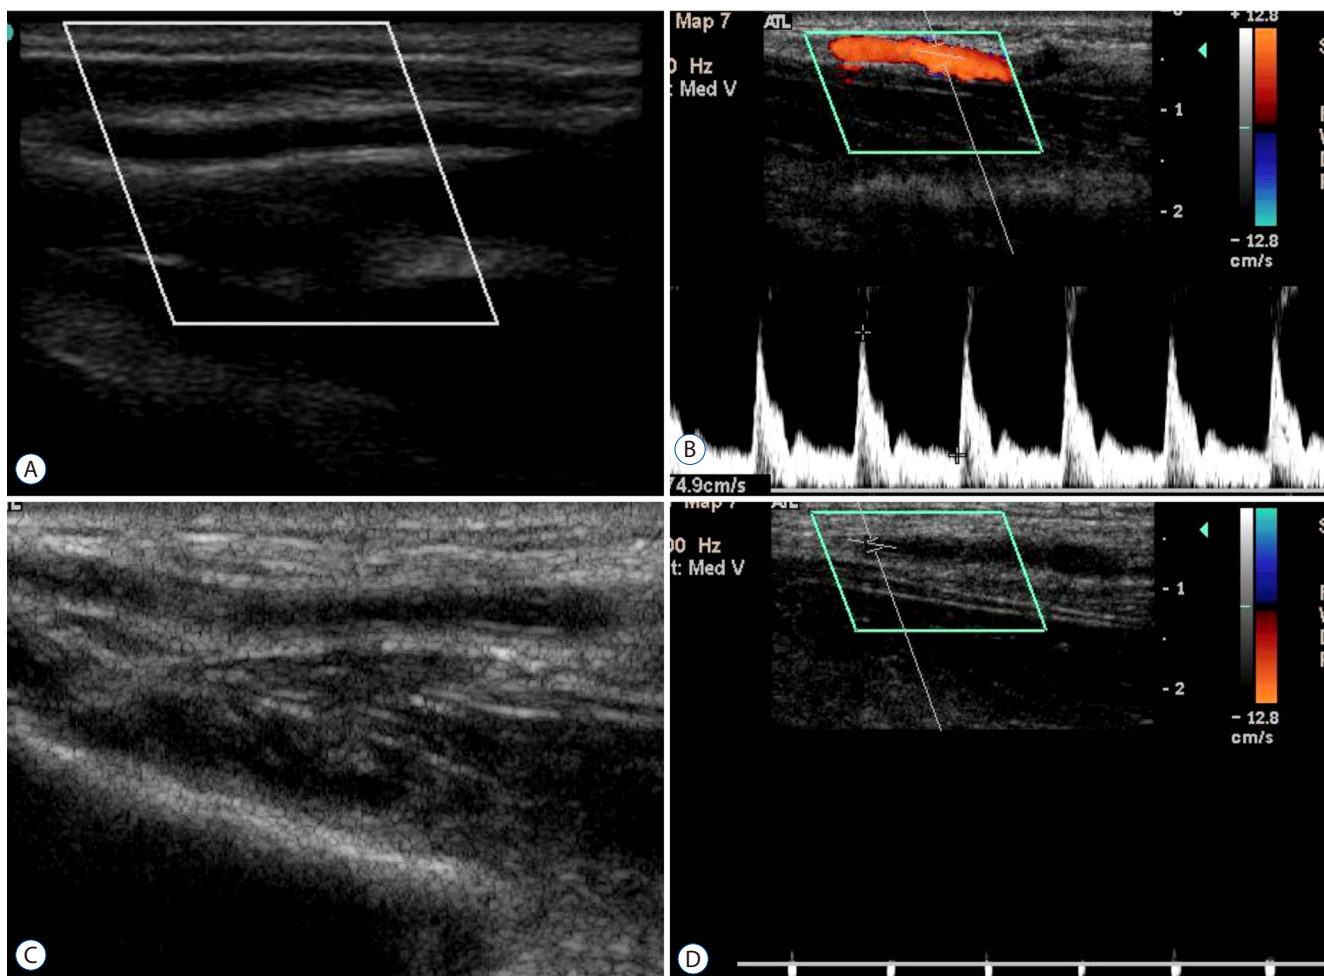 A
Map 7
ATL
+ 12.8
Hz
: Med V
- 1
- 2
- 12.8
cm/s
B
74.9cm/s
C
Map 7
ATL
00 Hz
t: Med V
- 1
- 2
- 12.8
cm/s
D